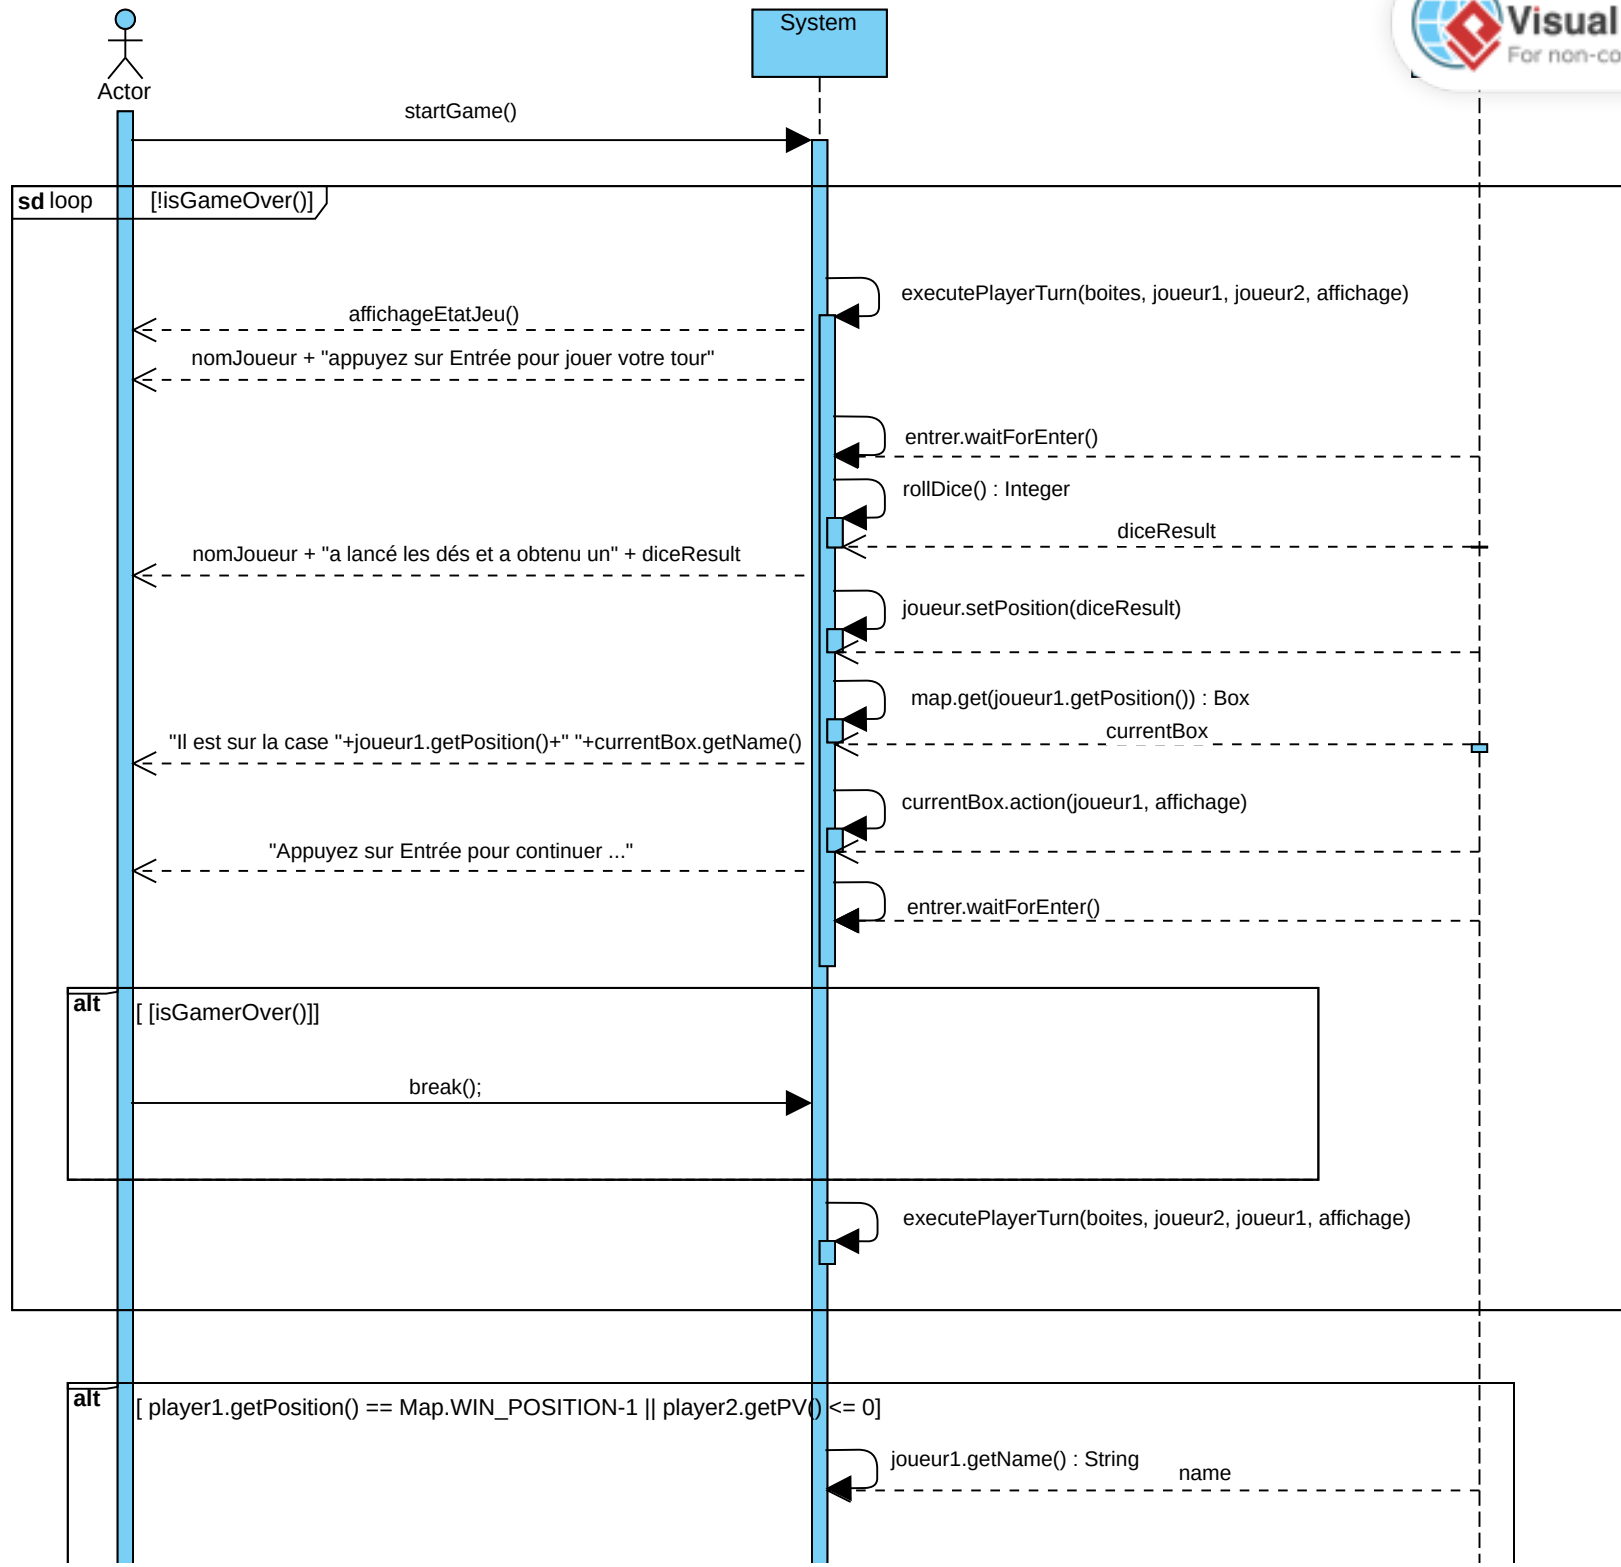 System
Visual
For non-co
Actor
startGame()
sd loop [!isGameOver()]
executePlayerTurn(boites, joueur1, joueur2, affichage)
affichageEtatJeu()
nomJoueur + "appuyez sur Entrée pour jouer votre tour"
entrer.waitForEnter()
rollDice() : Integer
diceResult
nomJoueur + "a lancé les dés et a obtenu un" + diceResult
joueur.setPosition(diceResult)
map.get(joueur1.getPosition()) : Box
currentBox
"Il est sur la case "+joueur1.getPosition()+" "+currentBox.getName()
currentBox.action(joueur1, affichage)
"Appuyez sur Entrée pour continuer ..."
entrer.waitForEnter()
alt
[ [isGamerOver()]]
break();
executePlayerTurn(boites, joueur2, joueur1, affichage)
alt
[ player1.getPosition() == Map.WIN_POSITION-1 || player2.getPV() <= 0]
joueur1.getName() : String
name